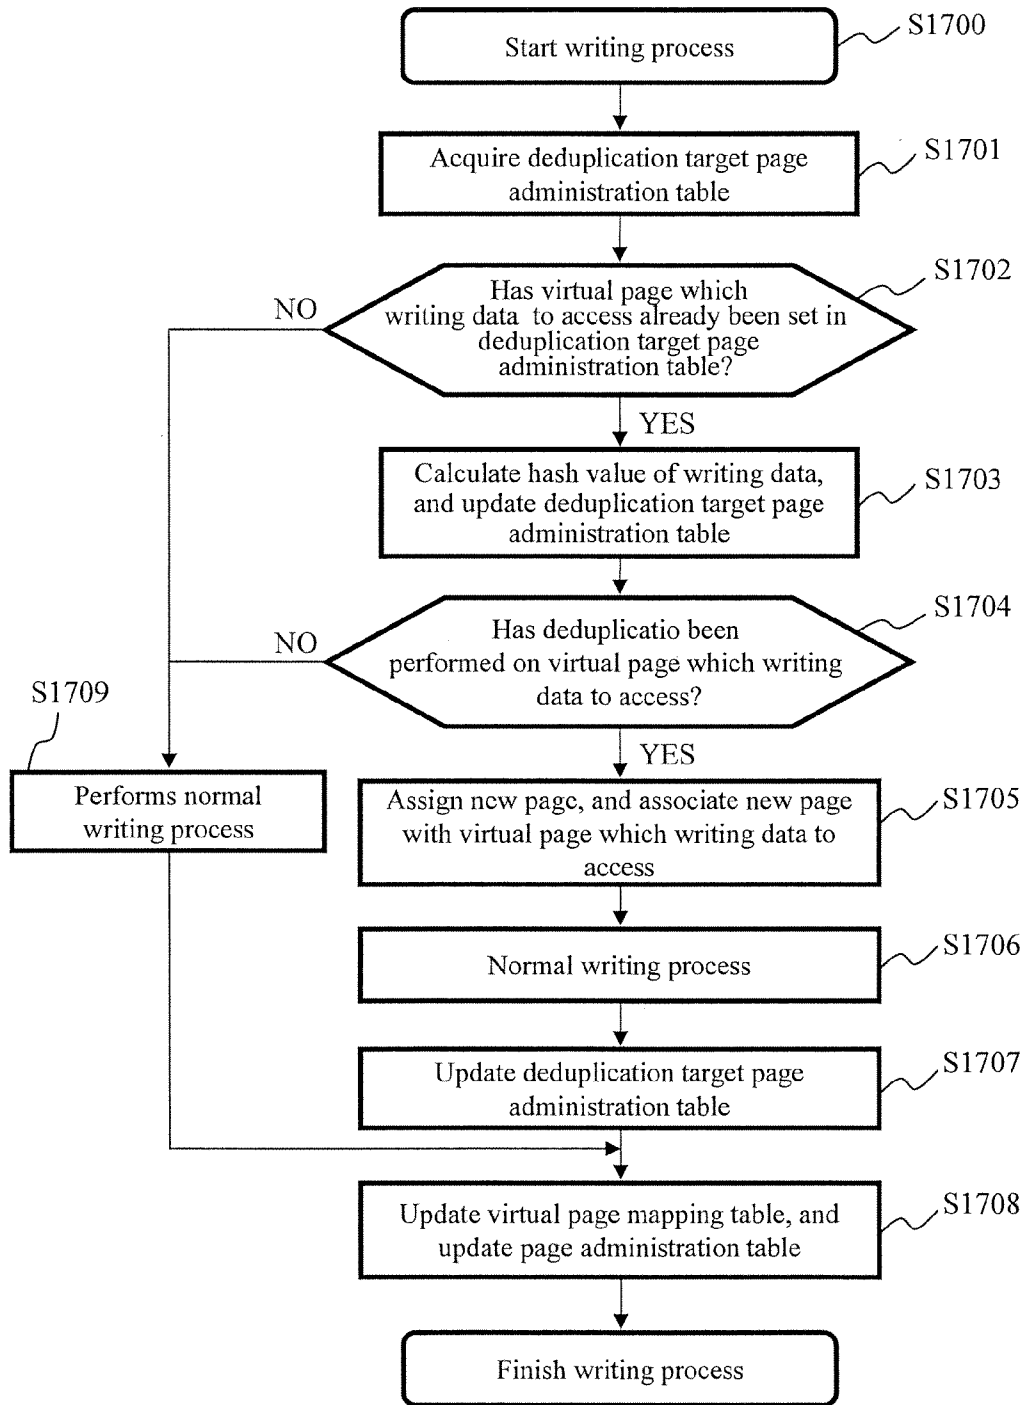 Start writing process
S1700
Acquire deduplication target page
administration table
S1701
Has virtual page which
writing data to access already been set in
deduplication target page
administration table?
S1702
NO
YES
Calculate hash value of writing data,
and update deduplication target page
administration table
S1703
Has deduplicatio been
performed on virtual page which writing
data to access?
S1704
NO
YES
S1709
Performs normal
writing process
Assign new page, and associate new page
with virtual page which writing data to
access
S1705
Normal writing process
S1706
Update deduplication target page
administration table
S1707
Update virtual page mapping table, and
update page administration table
S1708
Finish writing process